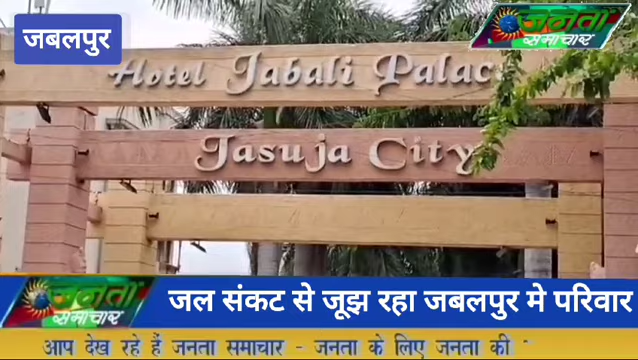 जबलपुर
जनता
समाचार
Hotel Jabali Palac
Jasuja City
जनता
समाचार
जल संकट से जूझ रहा जबलपुर मे परिवार
आप देख रहे हैं जनता समाचार - जनता के लिए जनता की